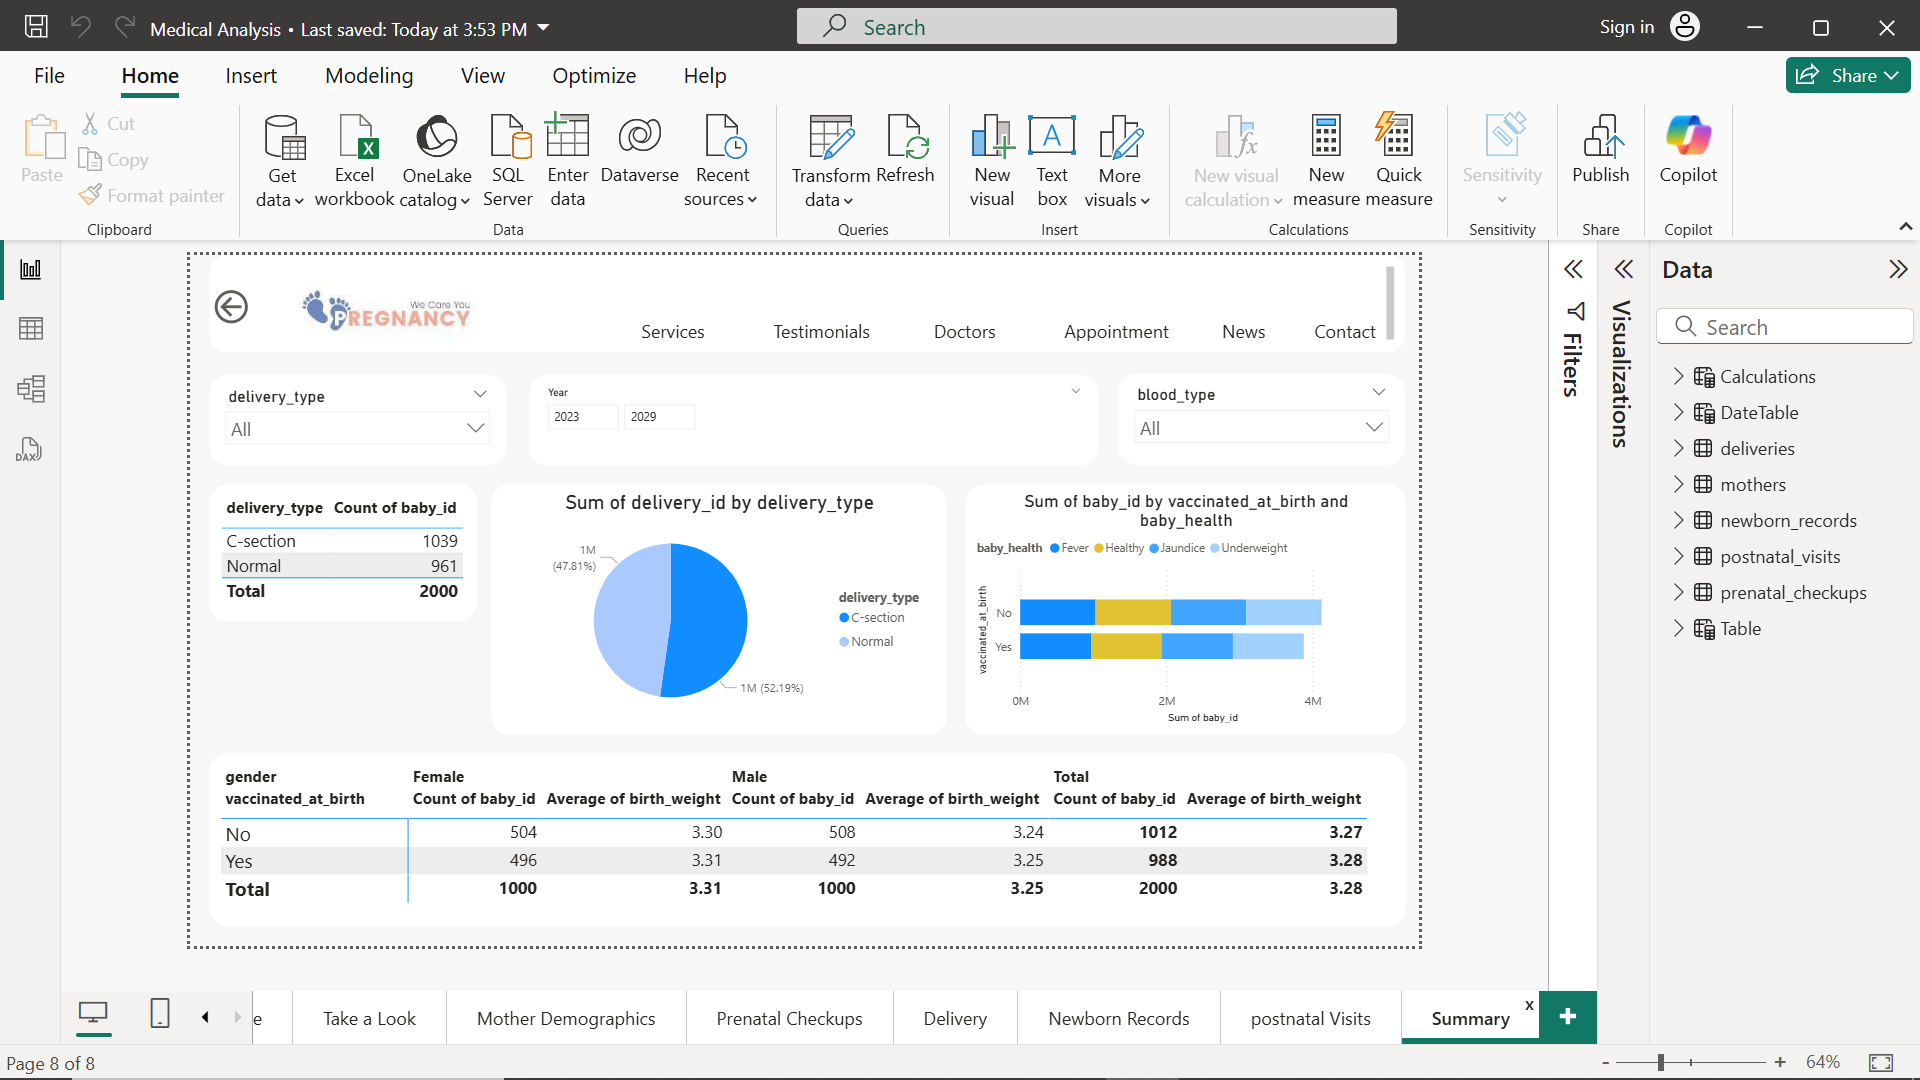 Medical Analysis • Last saved: Today at 3:53 PM
Search
Sign in
File Home Insert Modeling View Optimize Help
Share
Paste
Cut
Copy
Format painter
Clipboard
Get data
Excel workbook
OneLake catalog
SQL Server
Enter data
Dataverse
Recent sources
Data
Transform data
Refresh
Queries
New visual
Text box
More visuals
Insert
New visual calculation
New measure
Quick measure
Calculations
Sensitivity
Sensitivity
Publish
Share
Copilot
Copilot
DAX
We Care You
PREGNANCY
Services Testimonials Doctors Appointment News Contact
delivery_type
All
Year
2023 2029
blood_type
All
delivery_type Count of baby_id
C-section 1039
Normal 961
Total 2000
Sum of delivery_id by delivery_type
1M
(47.81%)
1M (52.19%)
delivery_type
C-section
Normal
Sum of baby_id by vaccinated_at_birth and
baby_health
baby_health Fever Healthy Jaundice Underweight
vaccinated_at_birth
No
Yes
0M 2M 4M
Sum of baby_id
gender Female Male Total
vaccinated_at_birth Count of baby_id Average of birth_weight Count of baby_id Average of birth_weight Count of baby_id Average of birth_weight
No 504 3.30 508 3.24 1012 3.27
Yes 496 3.31 492 3.25 988 3.28
Total 1000 3.31 1000 3.25 2000 3.28
Filters
Visualizations
Data
Search
Calculations
DateTable
deliveries
mothers
newborn_records
postnatal_visits
prenatal_checkups
Table
e Take a Look Mother Demographics Prenatal Checkups Delivery Newborn Records postnatal Visits Summary x +
Page 8 of 8
- + 64%